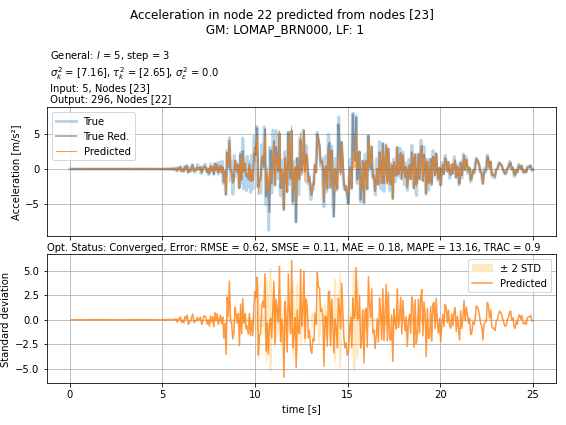 Acceleration in node 22 predicted from nodes [23]
GM: LOMAP_BRN000, LF: 1
General: l = 5, step = 3
σ²ₖ = [7.16], τ²ₖ = [2.65], σ²ε = 0.0
Input: 5, Nodes [23]
Output: 296, Nodes [22]
True
True Red.
Predicted
Acceleration [m/s²]
5
0
−5
Opt. Status: Converged, Error: RMSE = 0.62, SMSE = 0.11, MAE = 0.18, MAPE = 13.16, TRAC = 0.9
± 2 STD
Predicted
Standard deviation
5.0
2.5
0.0
−2.5
−5.0
0 5 10 15 20 25
time [s]